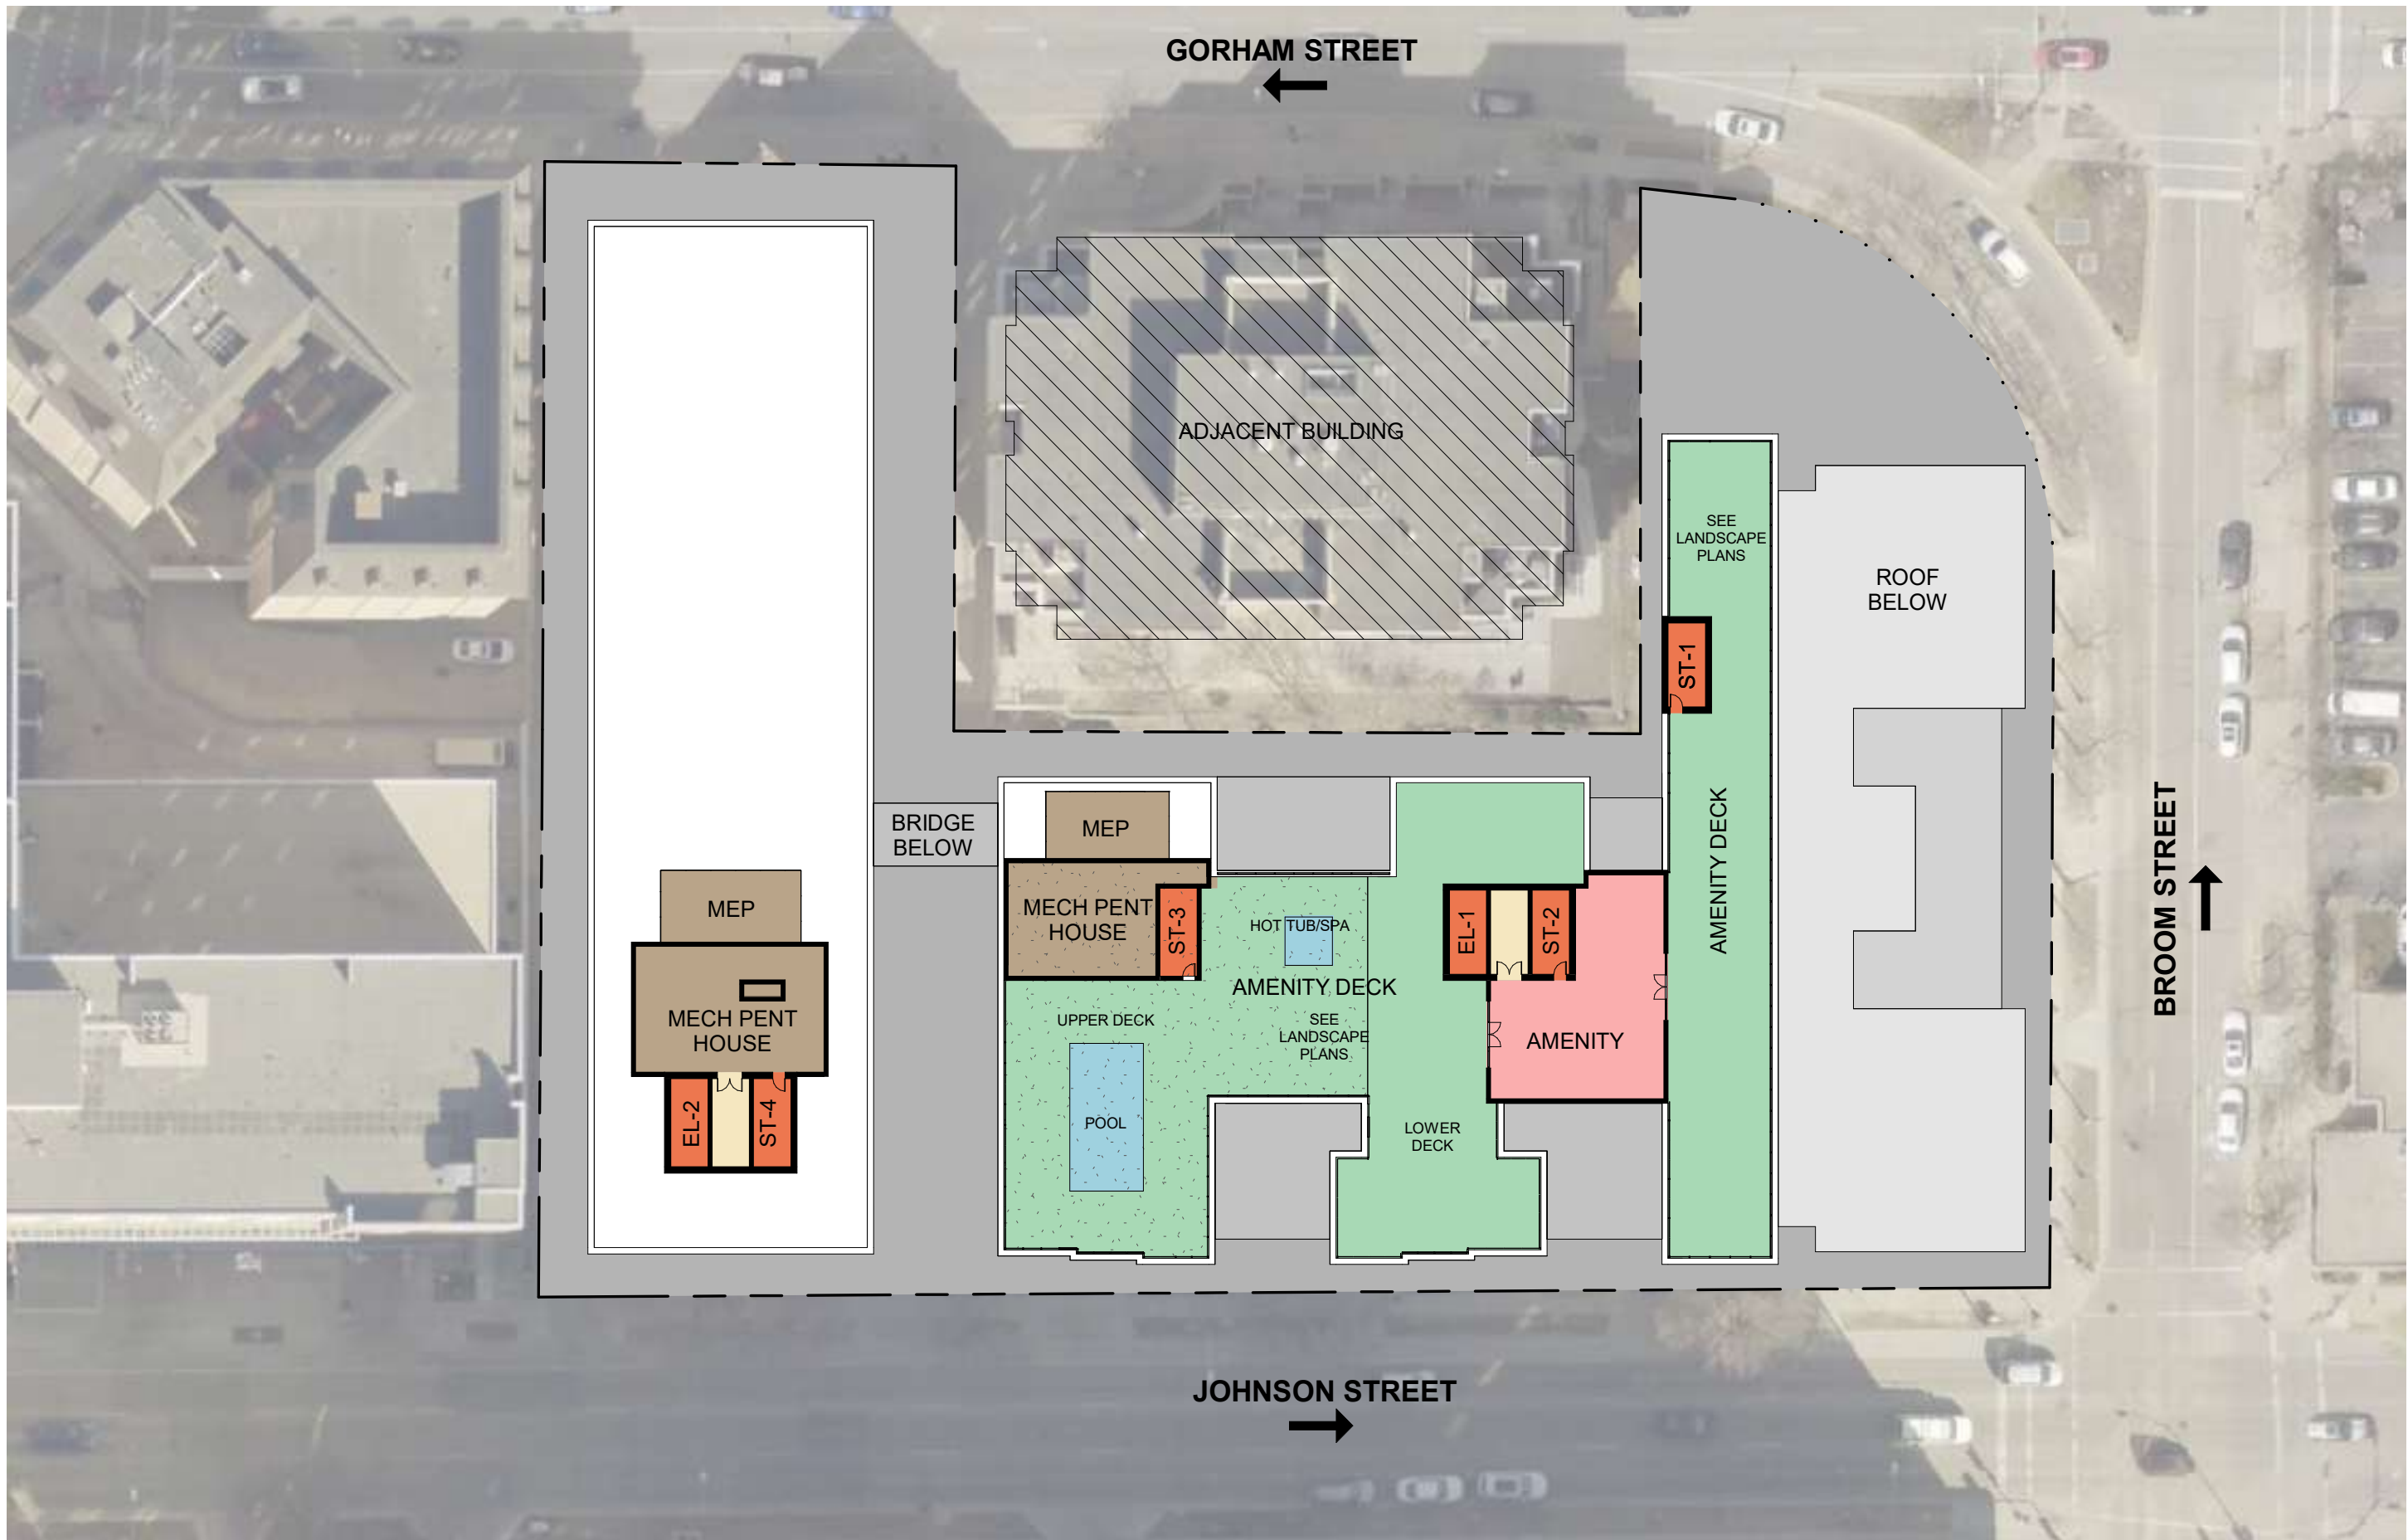 GORHAM STREET
ADJACENT BUILDING
SEE
LANDSCAPE
PLANS
ROOF
BELOW
ST-1
AMENITY DECK
BROOM STREET
BRIDGE
BELOW
MEP
MECH PENT
HOUSE
ST-3
HOT TUB/SPA
AMENITY DECK
UPPER DECK
SEE
LANDSCAPE
PLANS
POOL
EL-1
ST-2
AMENITY
LOWER
DECK
MEP
MECH PENT
HOUSE
EL-2
ST-4
JOHNSON STREET